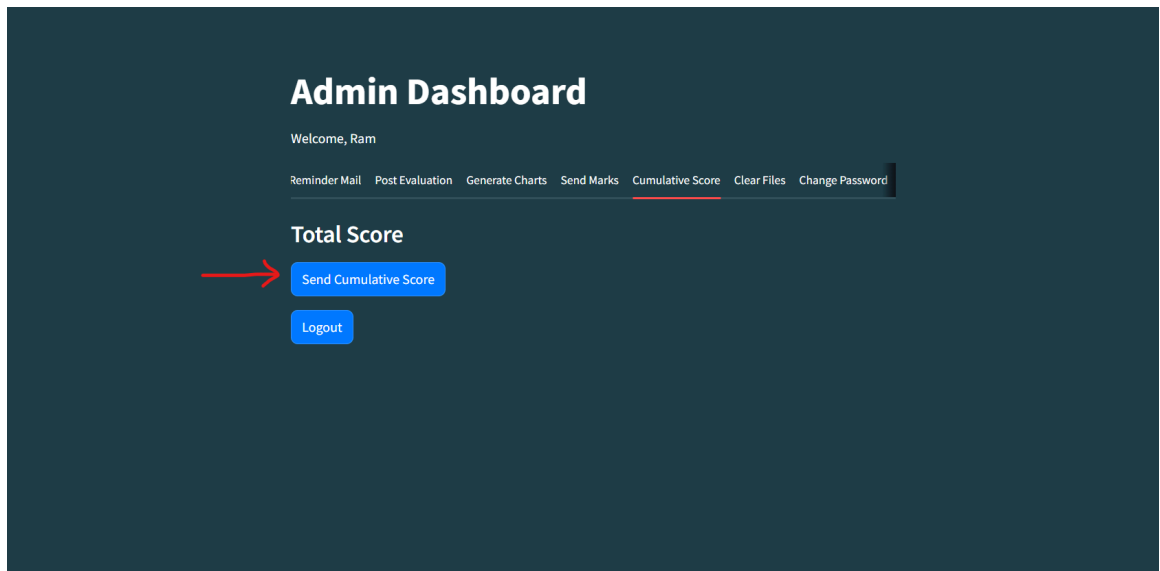 Admin Dashboard
Welcome, Ram
Reminder Mail Post Evaluation Generate Charts Send Marks Cumulative Score Clear Files Change Password
Total Score
Send Cumulative Score
Logout